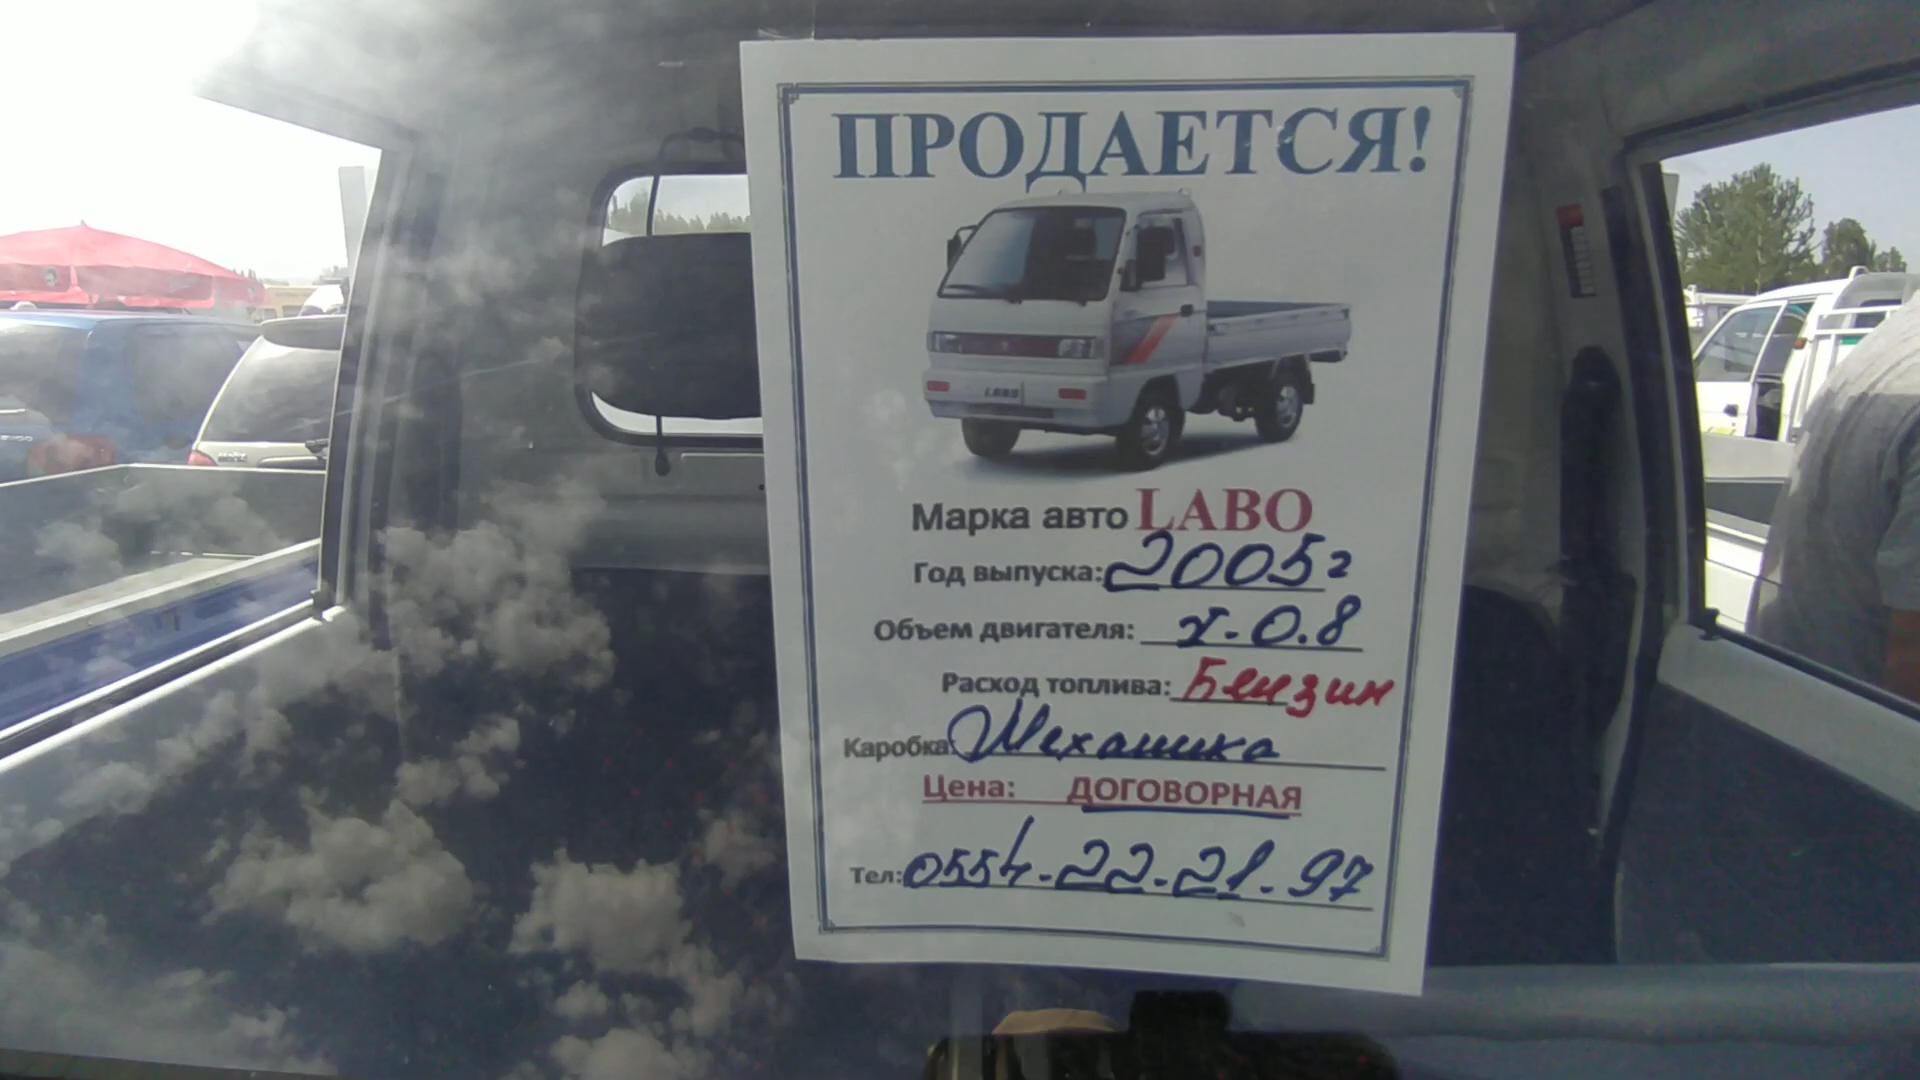 ПРОДАЕТСЯ!
LABO
Марка авто LABO
Год выпуска: 2005г
Объем двигателя: х-0.8
Расход топлива: Бензин
Каробка: Механика
Цена: ДОГОВОРНАЯ
Тел: 0554-22-21-97